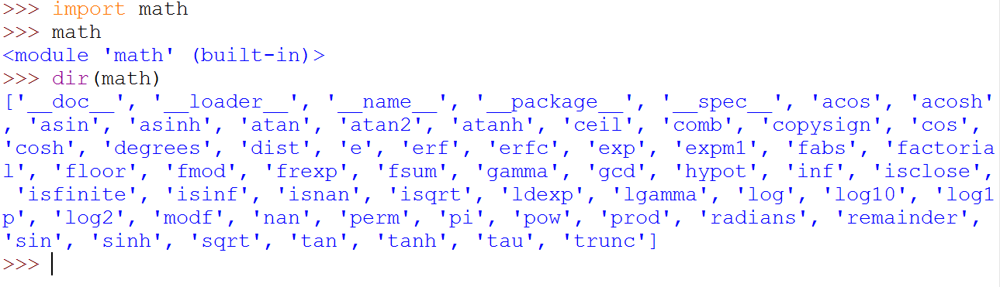 >>> import math
>>> math
<module 'math' (built-in)>
>>> dir(math)
['__doc__', '__loader__', '__name__', '__package__', '__spec__', 'acos', 'acosh'
, 'asin', 'asinh', 'atan', 'atan2', 'atanh', 'ceil', 'comb', 'copysign', 'cos',
'cosh', 'degrees', 'dist', 'e', 'erf', 'erfc', 'exp', 'expm1', 'fabs', 'factoria
l', 'floor', 'fmod', 'frexp', 'fsum', 'gamma', 'gcd', 'hypot', 'inf', 'isclose',
 'isfinite', 'isinf', 'isnan', 'isqrt', 'ldexp', 'lgamma', 'log', 'log10', 'log1
p', 'log2', 'modf', 'nan', 'perm', 'pi', 'pow', 'prod', 'radians', 'remainder',
'sin', 'sinh', 'sqrt', 'tan', 'tanh', 'tau', 'trunc']
>>>